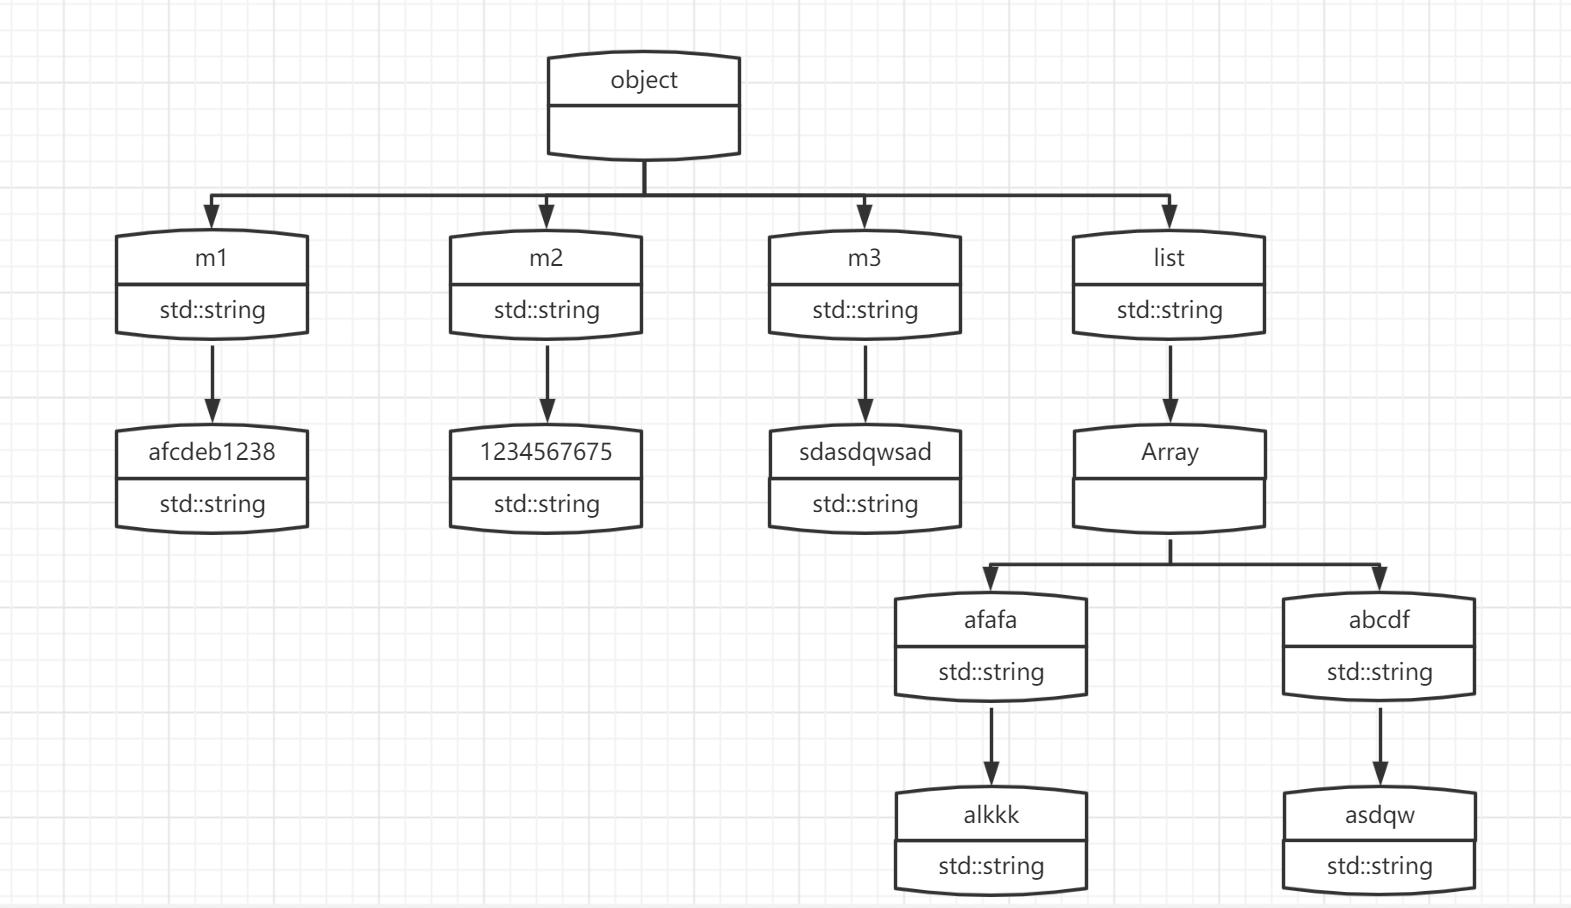 object
m1
std::string
m2
std::string
m3
std::string
list
std::string
afcdeb1238
std::string
1234567675
std::string
sdasdqwsad
std::string
Array
afafa
std::string
abcdf
std::string
alkkk
std::string
asdqw
std::string